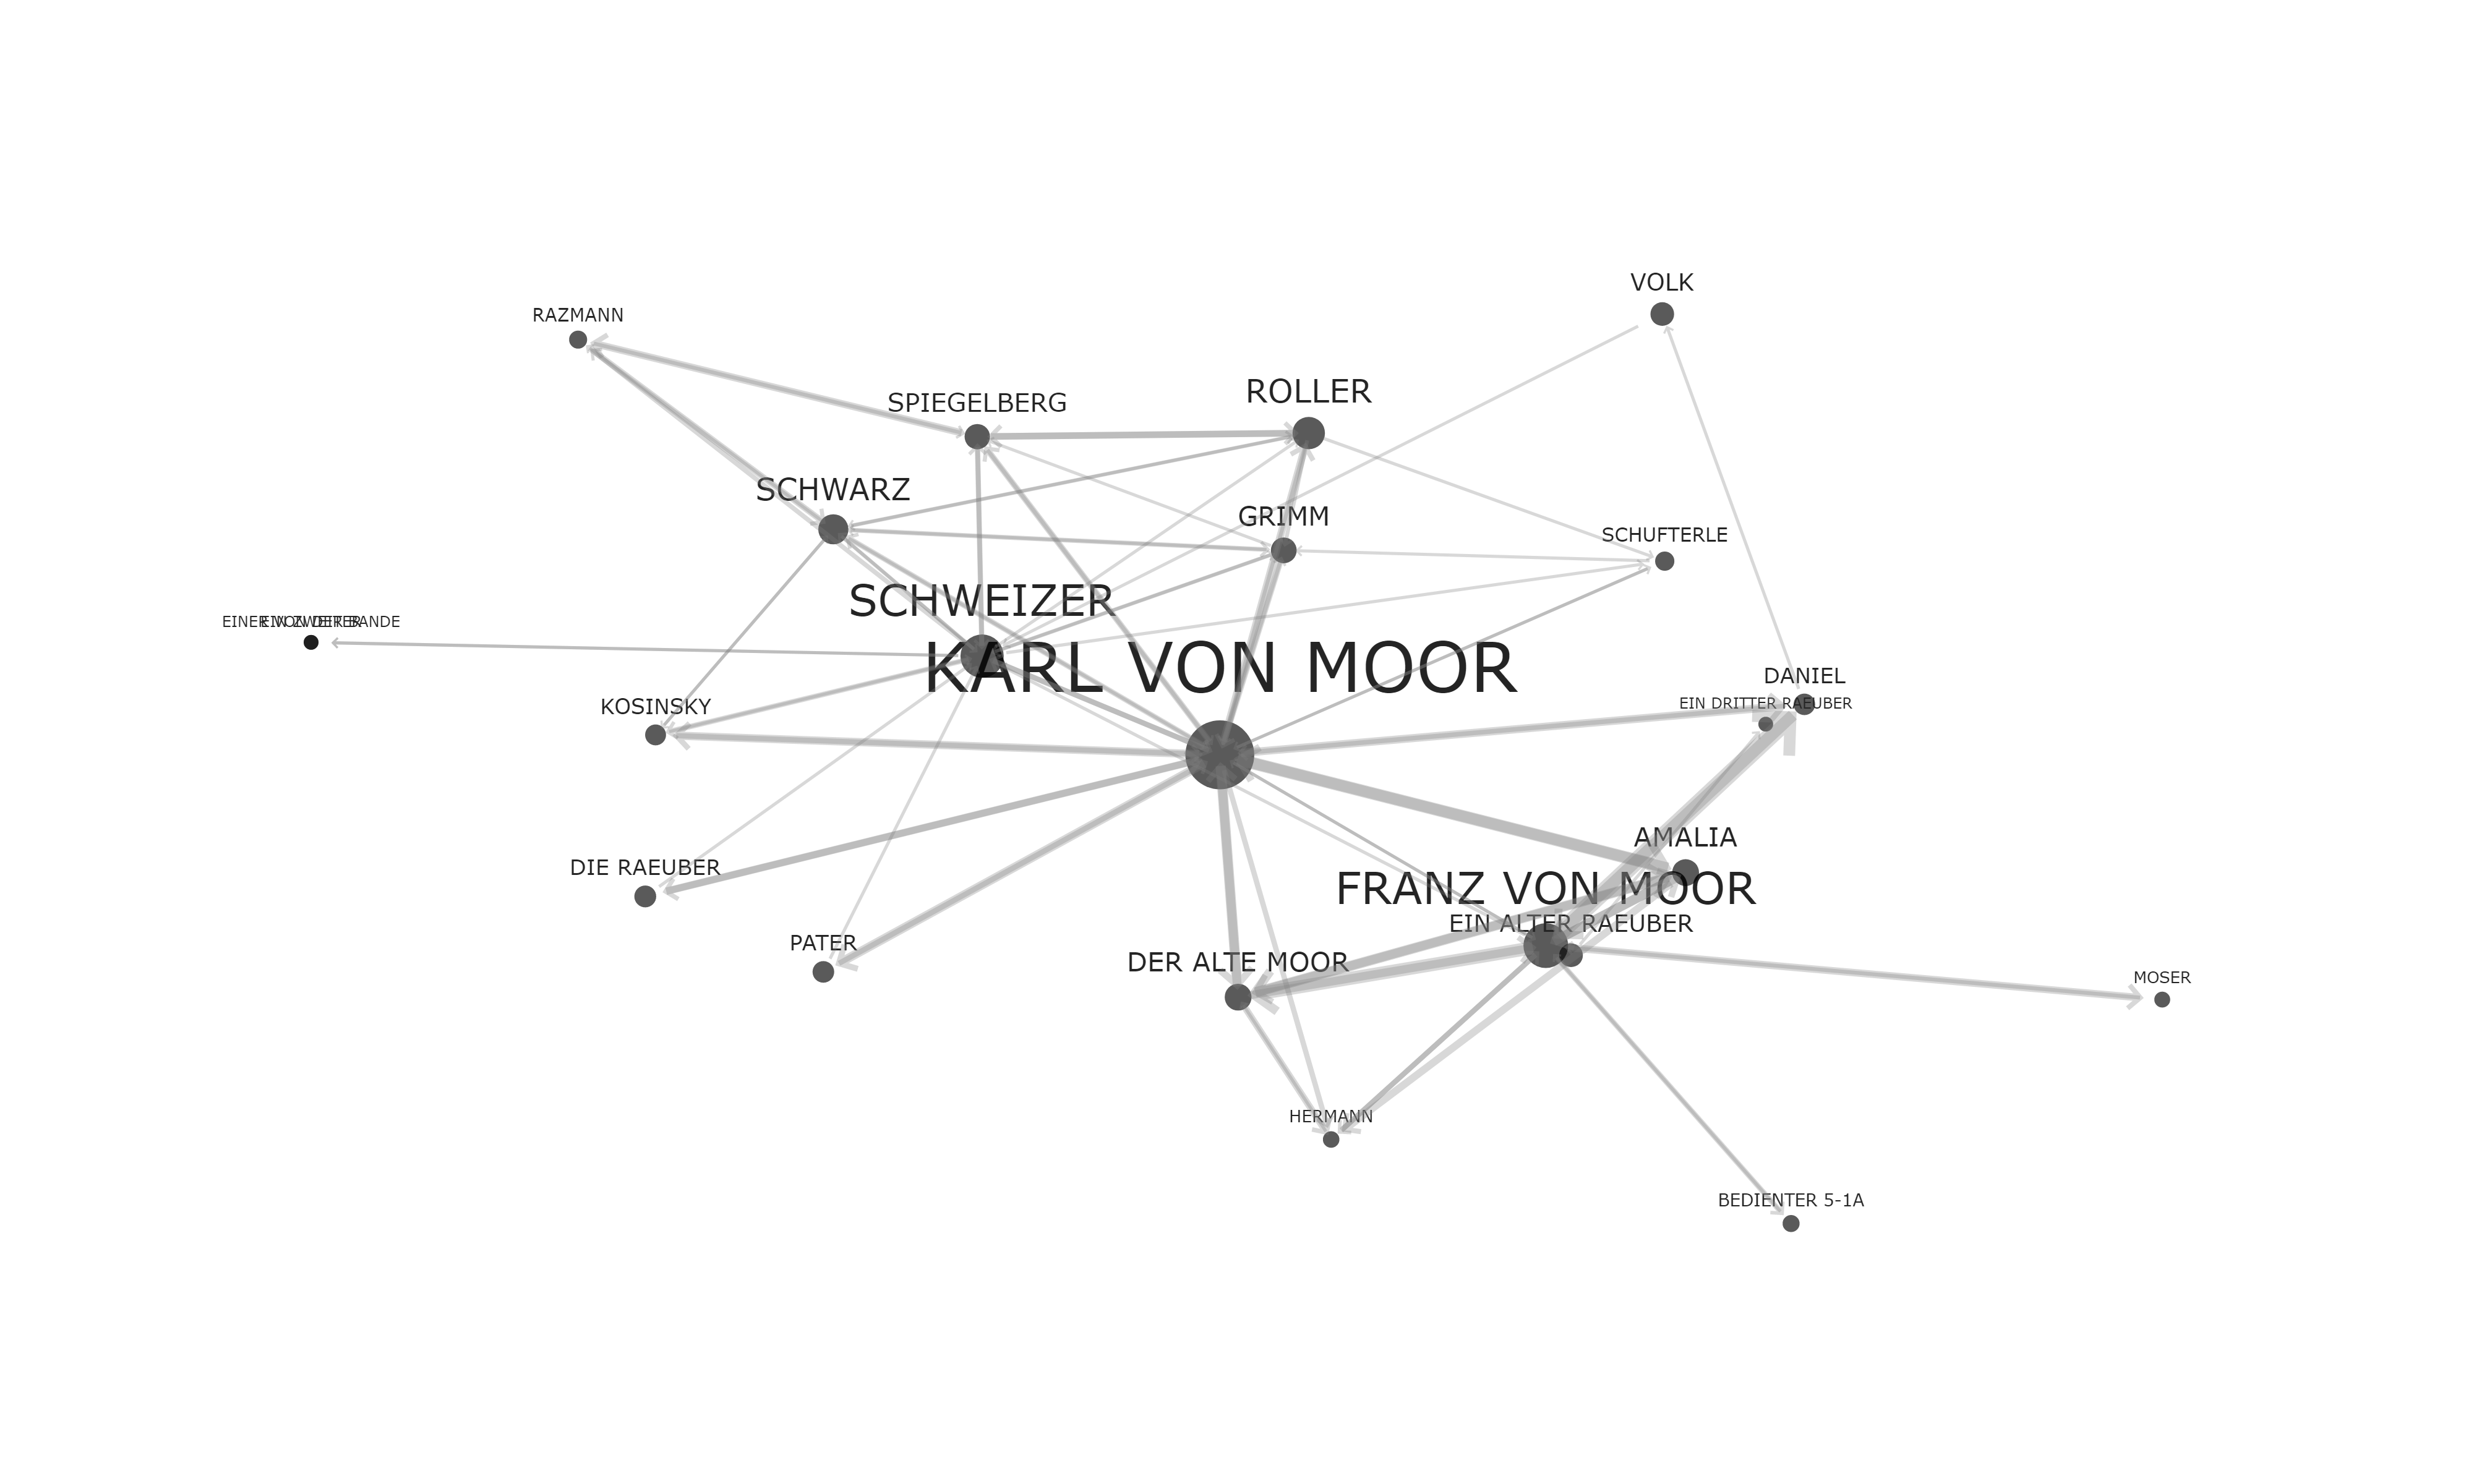 VOLK
RAZMANN
ROLLER
SPIEGELBERG
SCHWARZ
GRIMM
SCHUFTERLE
SCHWEIZER
EINER VON DER BANDE
EIN ZWEITER
KARL VON MOOR
DANIEL
EIN DRITTER RAEUBER
KOSINSKY
AMALIA
DIE RAEUBER
FRANZ VON MOOR
EIN ALTER RAEUBER
PATER
DER ALTE MOOR
MOSER
HERMANN
BEDIENTER 5-1A